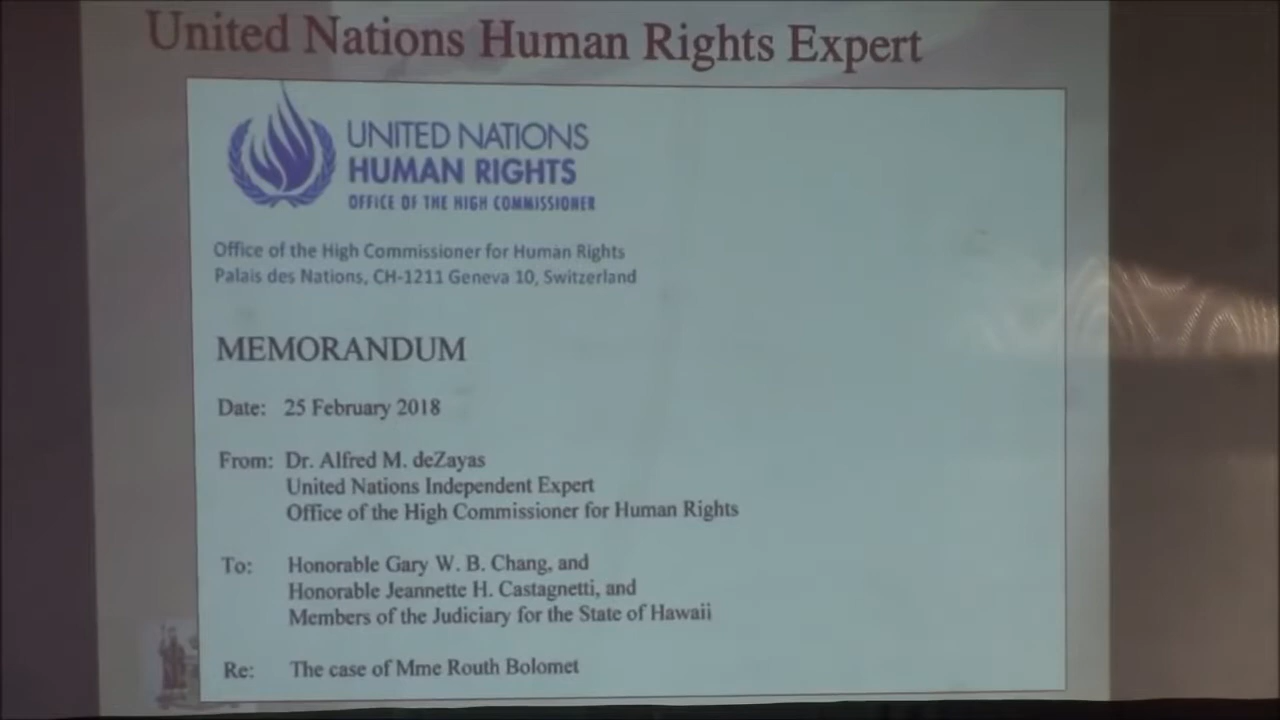 United Nations Human Rights Expert
UNITED NATIONS
HUMAN RIGHTS
OFFICE OF THE HIGH COMMISSIONER
Office of the High Commissioner for Human Rights
Palais des Nations, CH-1211 Geneva 10, Switzerland
MEMORANDUM
Date: 25 February 2018
From: Dr. Alfred M. deZayas
United Nations Independent Expert
Office of the High Commissioner for Human Rights
To: Honorable Gary W. B. Chang, and
Honorable Jeannette H. Castagnetti, and
Members of the Judiciary for the State of Hawaii
Re: The case of Mme Routh Bolomet